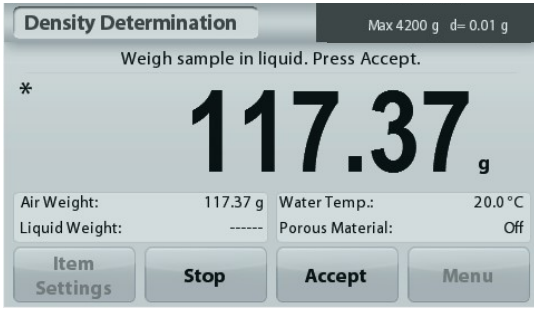 Density Determination Max 4200 g d= 0.01 g
Weigh sample in liquid. Press Accept.
*
117.37 g
Air Weight: 117.37 g Water Temp.: 20.0 °C
Liquid Weight: ------ Porous Material: Off
Item Settings Stop Accept Menu